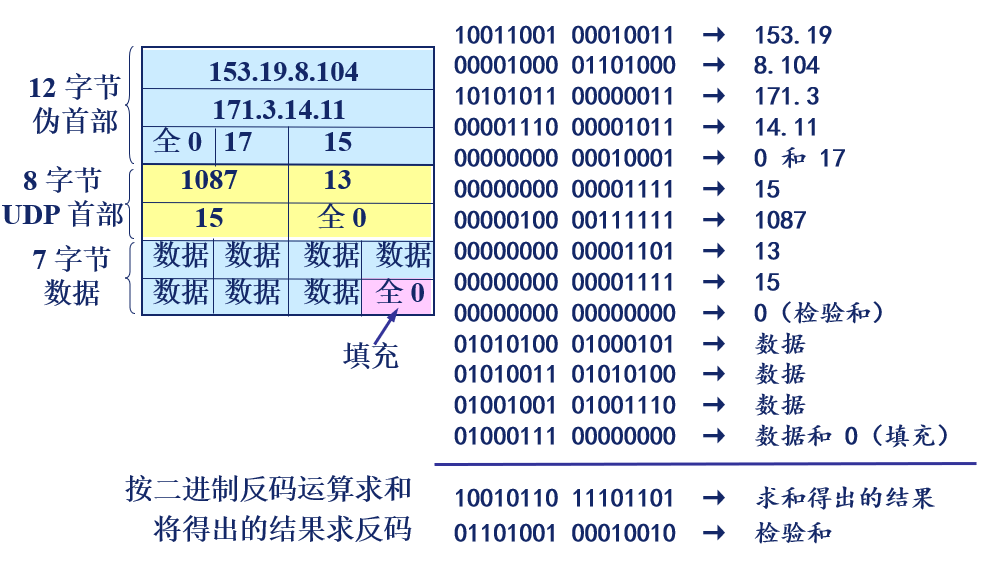 12 字节
伪首部
153.19.8.104
171.3.14.11
全 0 17 15
8 字节
UDP 首部
1087 13
15 全 0
7 字节
数据
数据 数据 数据 数据
数据 数据 数据 全 0
填充
10011001 00010011 → 153.19
00001000 01101000 → 8.104
10101011 00000011 → 171.3
00001110 00001011 → 14.11
00000000 00010001 → 0 和 17
00000000 00001111 → 15
00000100 00111111 → 1087
00000000 00001101 → 13
00000000 00001111 → 15
00000000 00000000 → 0（检验和）
01010100 01000101 → 数据
01010011 01010100 → 数据
01001001 01001110 → 数据
01000111 00000000 → 数据和 0（填充）
按二进制反码运算求和 10010110 11101101 → 求和得出的结果
将得出的结果求反码 01101001 00010010 → 检验和